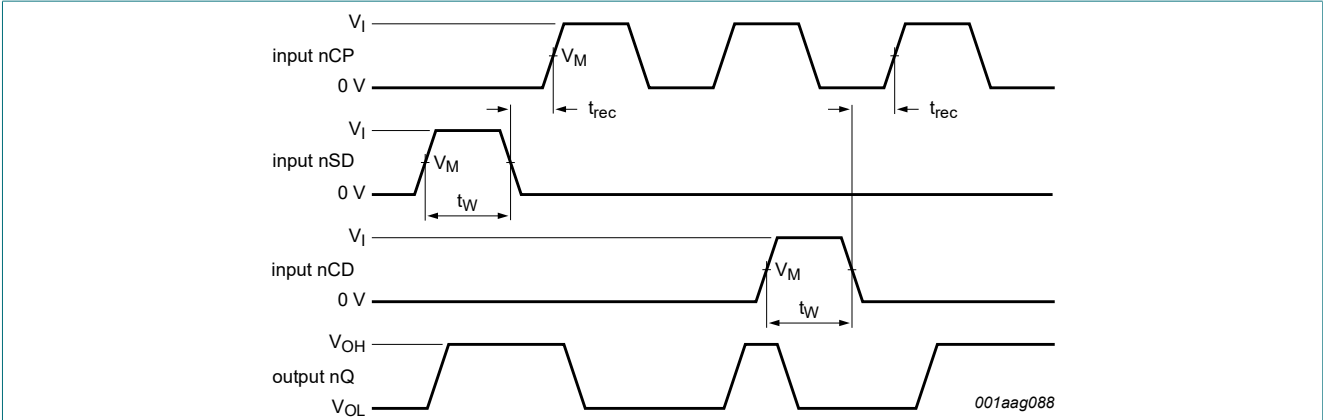 V_I
input nCP
V_M
0 V
t_rec
t_rec
V_I
input nSD
V_M
0 V
t_W
V_I
input nCD
V_M
0 V
t_W
V_OH
output nQ
V_OL
001aag088